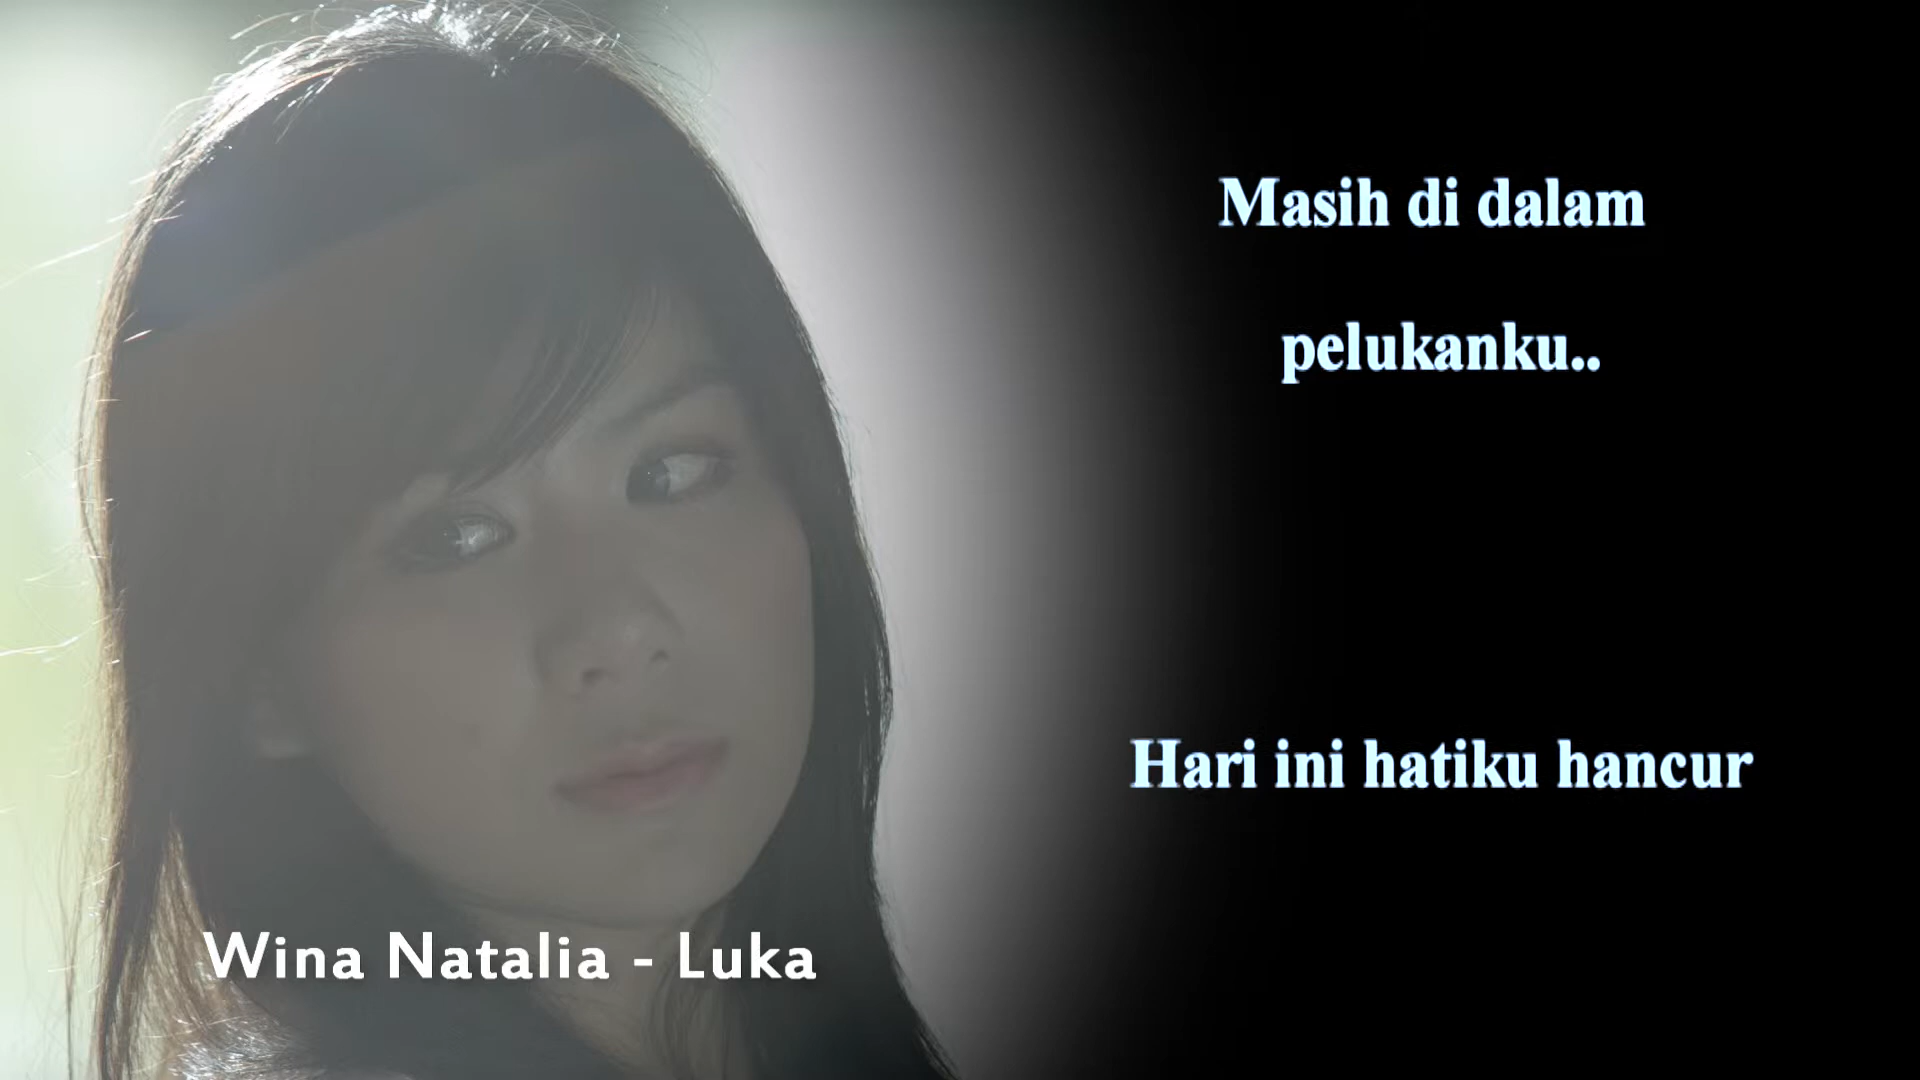 Masih di dalam
pelukanku..
Hari ini hatiku hancur
Wina Natalia - Luka